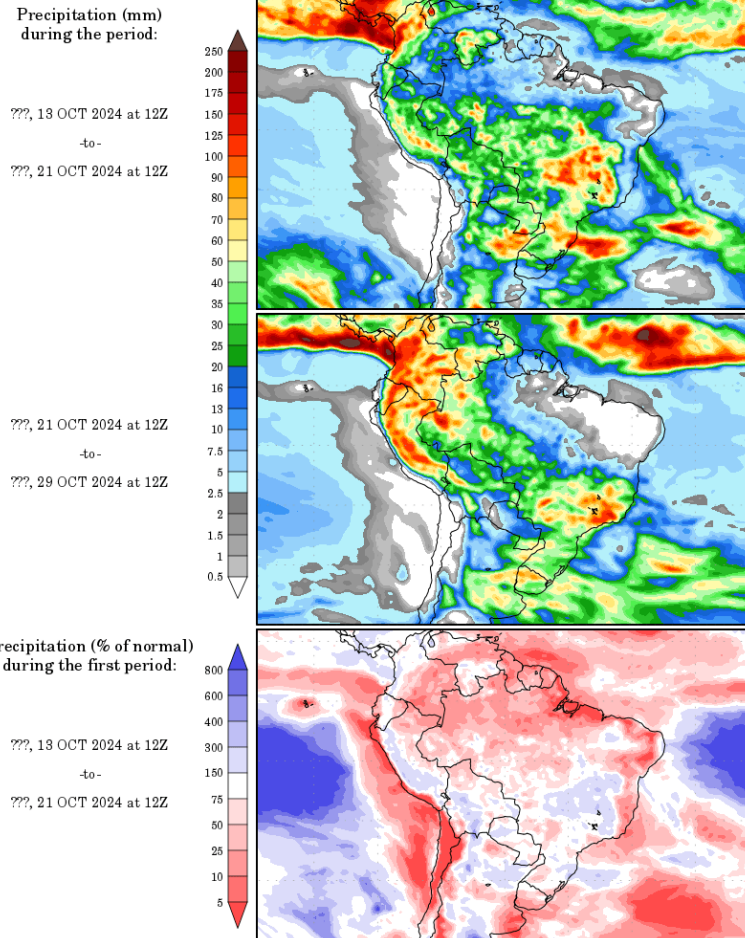 Precipitation (mm)
during the period:
???, 13 OCT 2024 at 12Z
-to-
???, 21 OCT 2024 at 12Z
250
200
175
150
125
100
90
80
70
60
50
40
35
30
25
20
16
13
10
7.5
5
2.5
2
1.5
1
0.5
???, 21 OCT 2024 at 12Z
-to-
???, 29 OCT 2024 at 12Z
recipitation (% of normal)
during the first period:
???, 13 OCT 2024 at 12Z
-to-
???, 21 OCT 2024 at 12Z
800
600
400
300
150
75
50
25
10
5